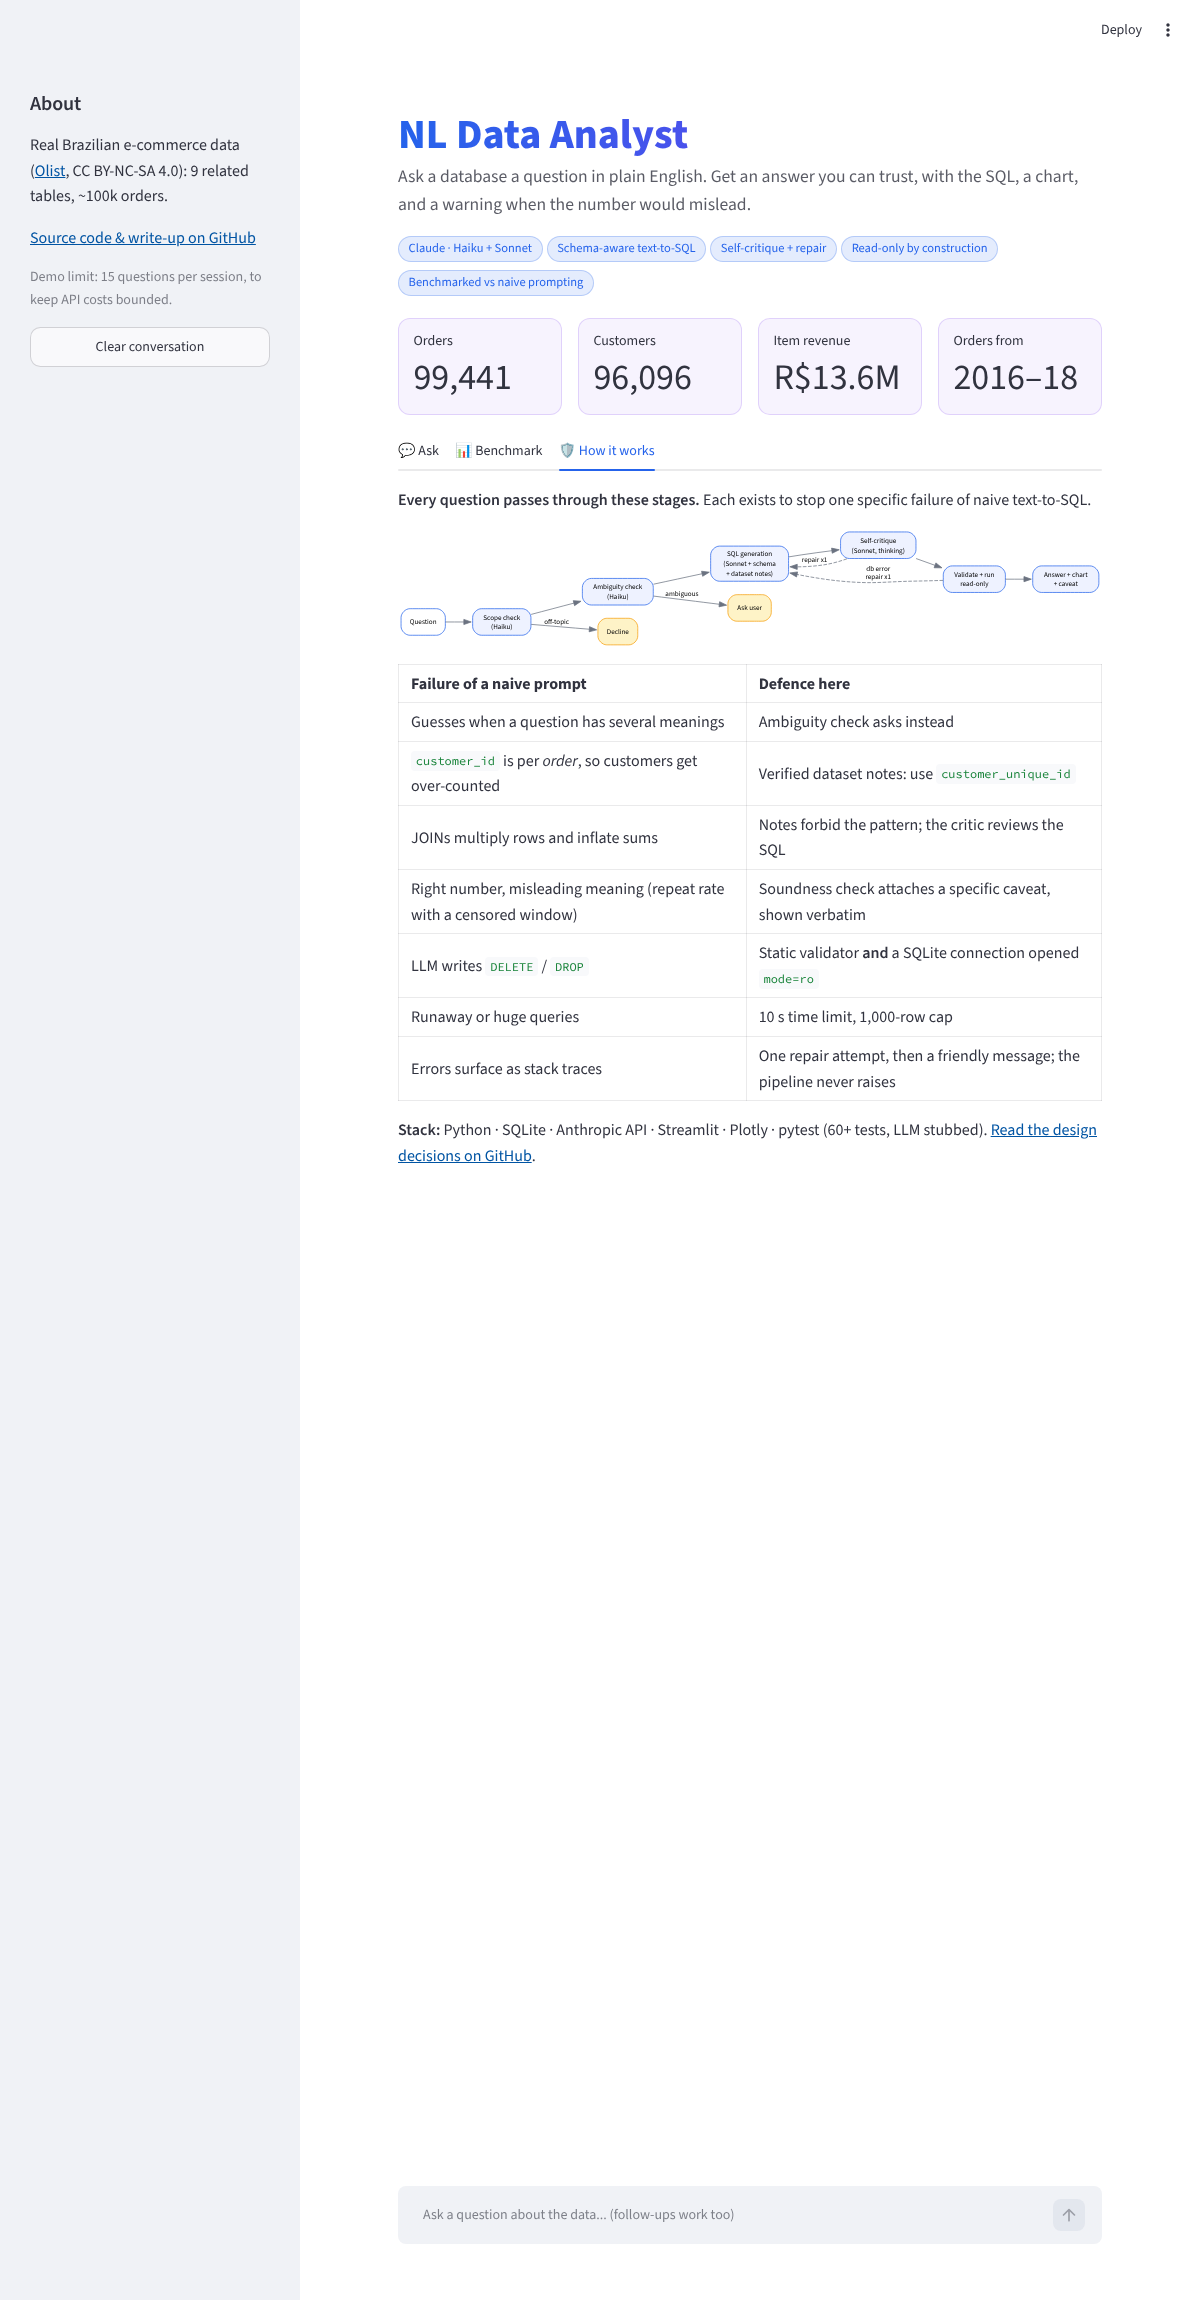 Deploy
About
Real Brazilian e-commerce data
(Olist, CC BY-NC-SA 4.0): 9 related
tables, ~100k orders.
Source code & write-up on GitHub
Demo limit: 15 questions per session, to
keep API costs bounded.
Clear conversation
NL Data Analyst
Ask a database a question in plain English. Get an answer you can trust, with the SQL, a chart,
and a warning when the number would mislead.
Claude · Haiku + Sonnet
Schema-aware text-to-SQL
Self-critique + repair
Read-only by construction
Benchmarked vs naive prompting
Orders
99,441
Customers
96,096
Item revenue
R$13.6M
Orders from
2016–18
💬 Ask
📊 Benchmark
🛡️ How it works
Every question passes through these stages. Each exists to stop one specific failure of naive text-to-SQL.
Question
Scope check
(Haiku)
off-topic
Decline
Ambiguity check
(Haiku)
ambiguous
Ask user
SQL generation
(Sonnet + schema
+ dataset notes)
repair x1
Self-critique
(Sonnet, thinking)
db error
repair x1
Validate + run
read-only
Answer + chart
+ caveat
Failure of a naive prompt
Defence here
Guesses when a question has several meanings
Ambiguity check asks instead
customer_id is per order, so customers get
over-counted
Verified dataset notes: use customer_unique_id
JOINs multiply rows and inflate sums
Notes forbid the pattern; the critic reviews the
SQL
Right number, misleading meaning (repeat rate
with a censored window)
Soundness check attaches a specific caveat,
shown verbatim
LLM writes DELETE / DROP
Static validator and a SQLite connection opened
mode=ro
Runaway or huge queries
10 s time limit, 1,000-row cap
Errors surface as stack traces
One repair attempt, then a friendly message; the
pipeline never raises
Stack: Python · SQLite · Anthropic API · Streamlit · Plotly · pytest (60+ tests, LLM stubbed). Read the design
decisions on GitHub.
Ask a question about the data... (follow-ups work too)